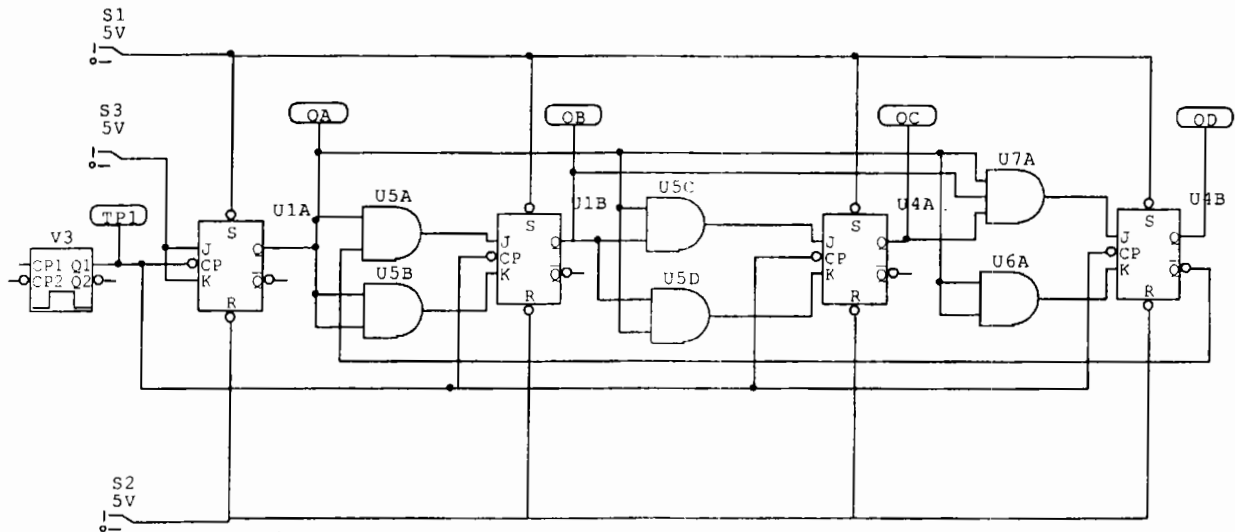 S1
5V
S3
5V
QA
QB
QC
QD
TP1
V3
CP1 Q1
CP2 Q2
U1A
S
J Q
CP
K Q
R
U5A
U5B
U1B
S
J Q
CP
K Q
R
U5C
U5D
U4A
S
J Q
CP
K Q
R
U7A
U6A
U4B
S
J Q
CP
K Q
R
S2
5V